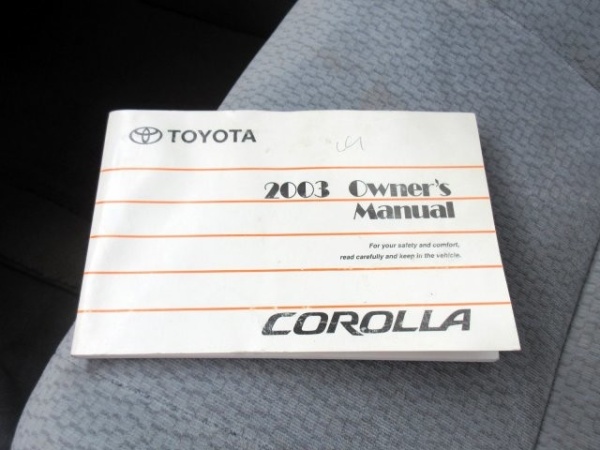 TOYOTA
2003 Owner's
Manual
For your safety and comfort,
read carefully and keep in the vehicle.
COROLLA